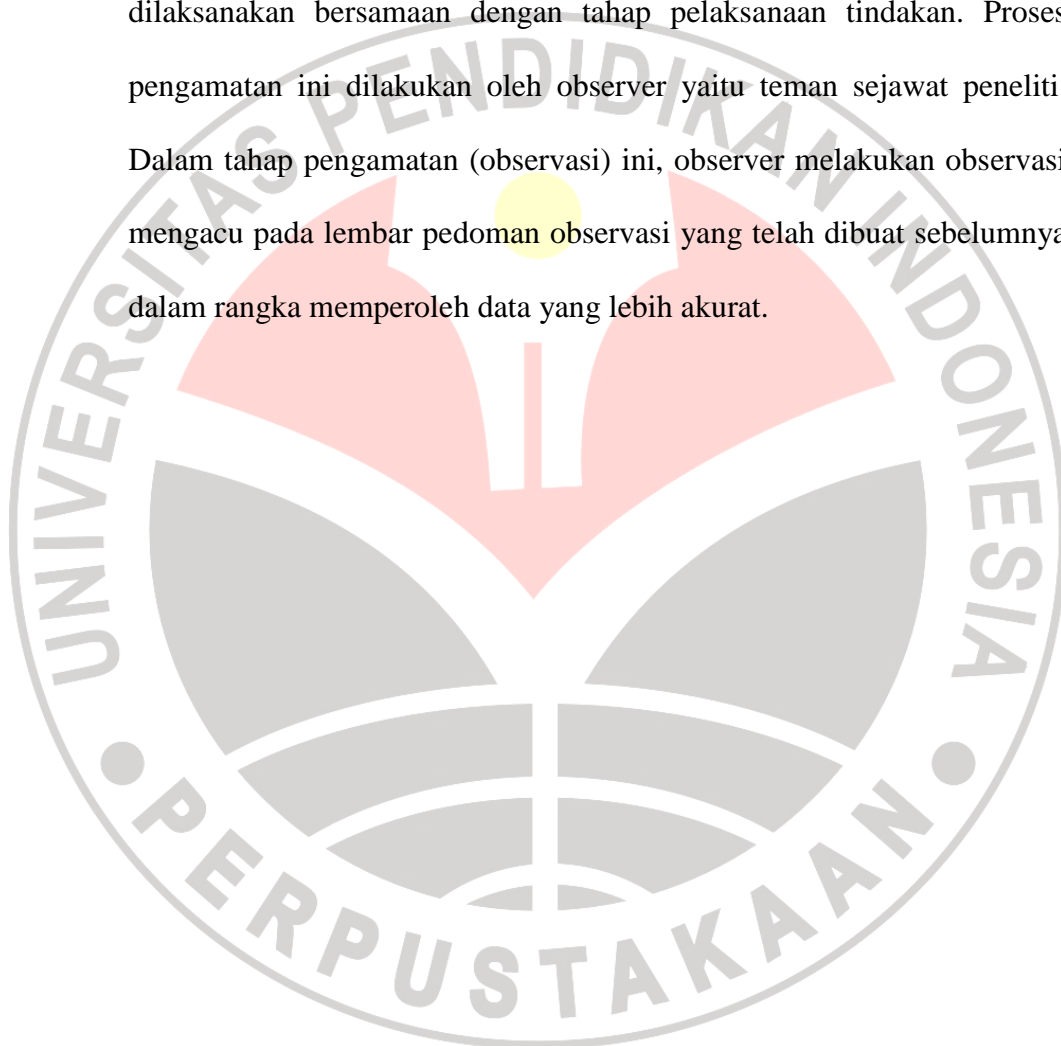 dilaksanakan bersamaan dengan tahap pelaksanaan tindakan. Proses
pengamatan ini dilakukan oleh observer yaitu teman sejawat peneliti
Dalam tahap pengamatan (observasi) ini, observer melakukan observasi
mengacu pada lembar pedoman observasi yang telah dibuat sebelumnya
dalam rangka memperoleh data yang lebih akurat.
UNIVERSITAS PENDIDIKAN INDONESIA
PERPUSTAKAAN